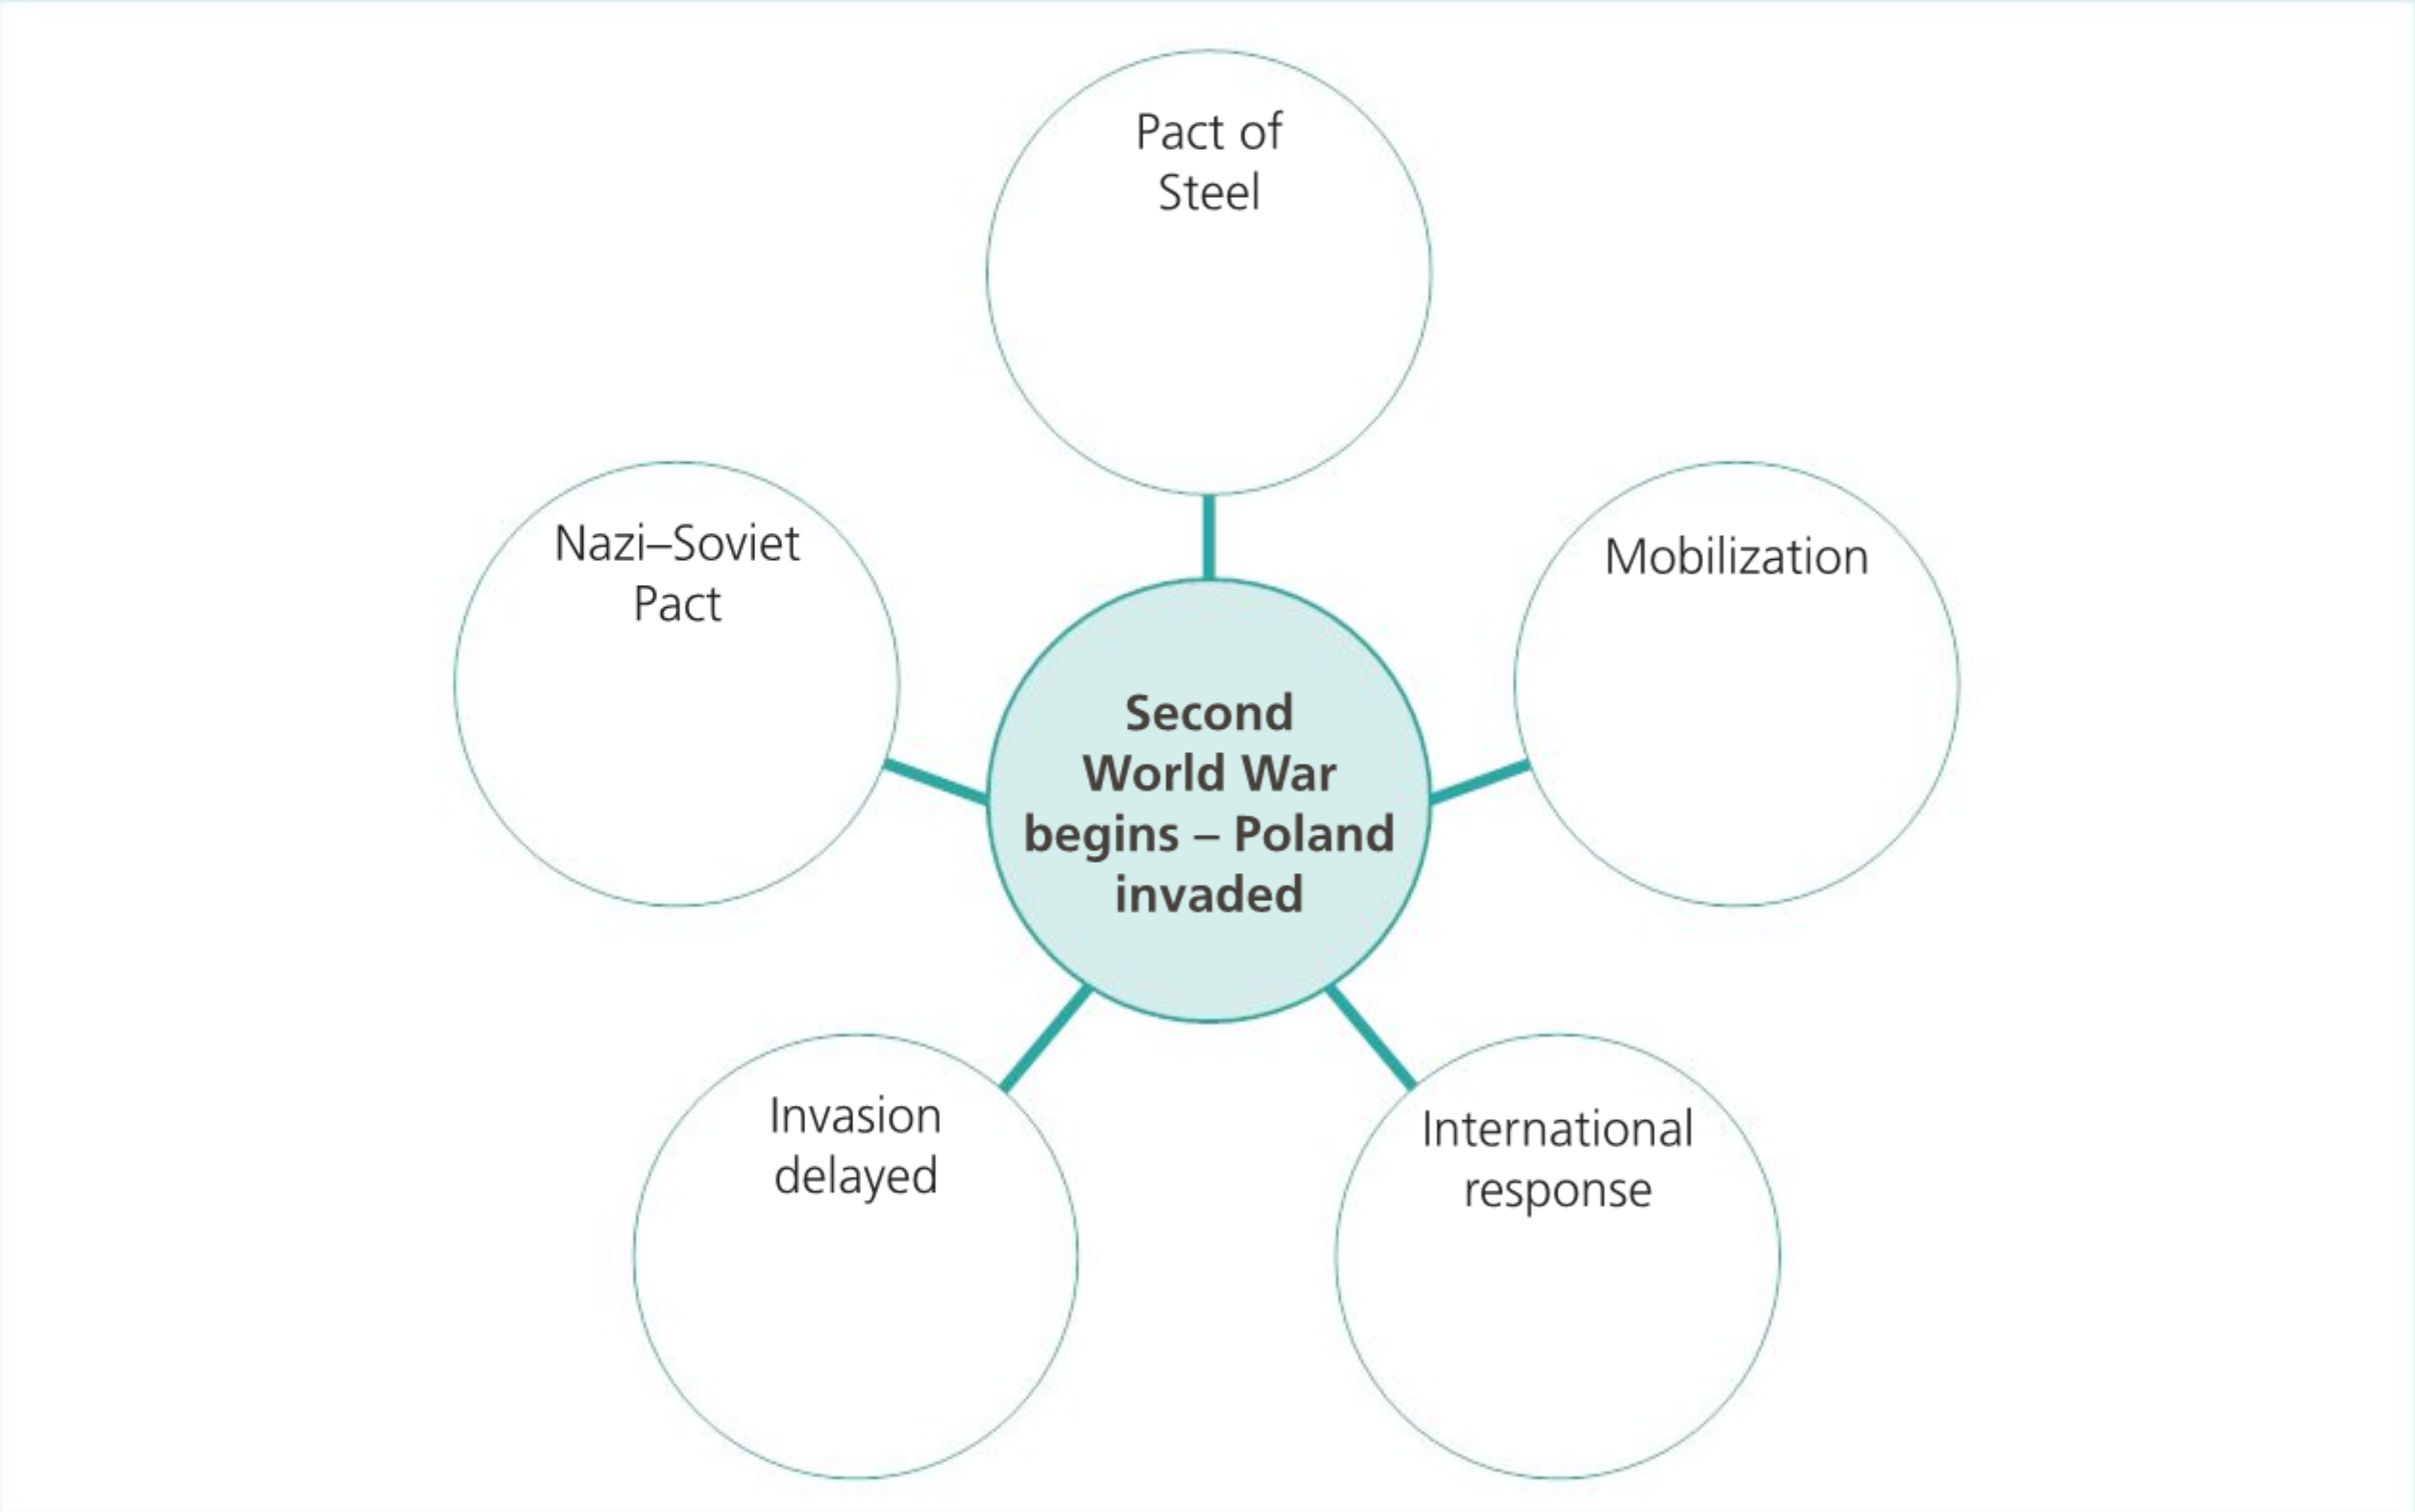 Pact of
Steel
Nazi–Soviet
Pact
Mobilization
Second
World War
begins – Poland
invaded
Invasion
delayed
International
response